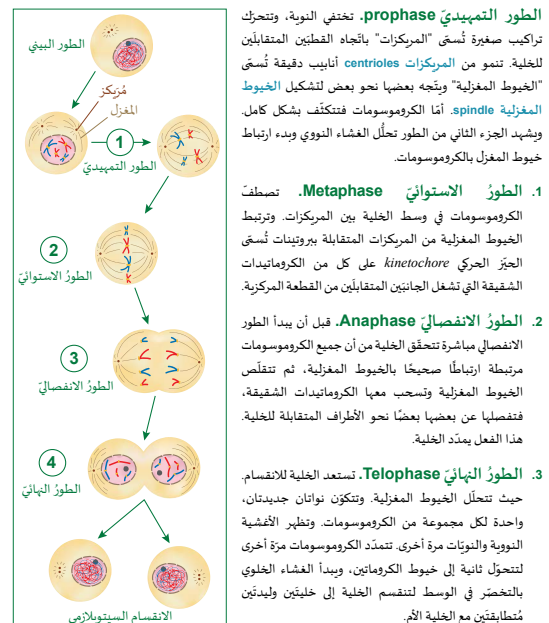 الطور التمهيديّ prophase. تختفي النوية، وتتحرّك
تراكيب صغيرة تُسمّى "المريكزات" باتّجاه القطبَين المتقابلَين
للخلية. تنمو من المريكزات centrioles أنابيب دقيقة تُسمّى
"الخيوط المغزلية" ويتّجه بعضها نحو بعض لتشكيل الخيوط
المغزلية spindle. أمّا الكروموسومات فتتكثّف بشكل كامل.
ويشهد الجزء الثاني من الطور تحلُّل الغشاء النووي وبدء ارتباط
خيوط المغزل بالكروموسومات.
1. الطورُ الاستوائيّ Metaphase. تصطفّ
الكروموسومات في وسط الخلية بين المريكزات. وترتبط
الخيوط المغزلية من المريكزات المتقابلة ببروتينات تُسمّى
الحيّز الحركي kinetochore على كل من الكروماتيدات
الشقيقة التي تشغل الجانبَين المتقابلَين من القطعة المركزية.
2. الطورُ الانفصاليّ Anaphase. قبل أن يبدأ الطور
الانفصالي مباشرة تتحقّق الخلية من أن جميع الكروموسومات
مرتبطة ارتباطًا صحيحًا بالخيوط المغزلية، ثم تتقلّص
الخيوط المغزلية وتسحب معها الكروماتيدات الشقيقة،
فتفصلها عن بعضها بعضًا نحو الأطراف المتقابلة للخلية.
هذا الفعل يمدّد الخلية.
3. الطورُ النهائيّ Telophase. تستعد الخلية للانقسام.
حيث تتحلّل الخيوط المغزلية. وتتكوّن نواتان جديدتان،
واحدة لكل مجموعة من الكروموسومات. وتظهر الأغشية
النووية والنويّات مرة أخرى. تتمدّد الكروموسومات مرّة أخرى
لتتحوّل ثانية إلى خيوط الكروماتين، ويبدأ الغشاء الخلوي
بالتخصّر في الوسط لتنقسم الخلية إلى خليتَين وليدتَين
مُتطابقتَين مع الخلية الأم.
الطور البيني
مُرَيكز
المغزل
1
الطور التمهيديّ
2
الطورُ الاستوائيّ
3
الطورُ الانفصاليّ
4
الطورُ النهائيّ
الانقسام السيتوبلازمي